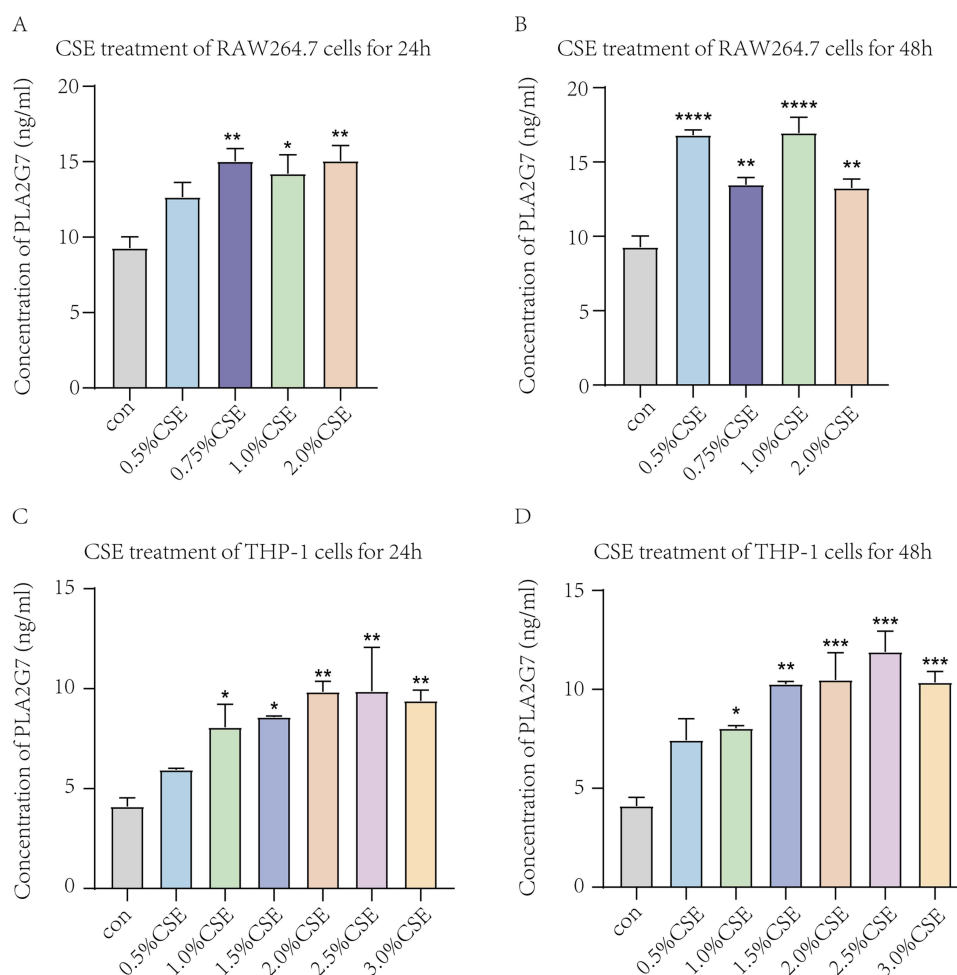 A
CSE treatment of RAW264.7 cells for 24h
Concentration of PLA2G7 (ng/ml)
20
15
10
5
0
**
*
**
con
0.5%CSE
0.75%CSE
1.0%CSE
2.0%CSE
B
CSE treatment of RAW264.7 cells for 48h
Concentration of PLA2G7 (ng/ml)
20
15
10
5
0
****
**
****
**
con
0.5%CSE
0.75%CSE
1.0%CSE
2.0%CSE
C
CSE treatment of THP-1 cells for 24h
Concentration of PLA2G7 (ng/ml)
15
10
5
0
*
*
**
**
**
con
0.5%CSE
1.0%CSE
1.5%CSE
2.0%CSE
2.5%CSE
3.0%CSE
D
CSE treatment of THP-1 cells for 48h
Concentration of PLA2G7 (ng/ml)
15
10
5
0
*
**
***
***
***
con
0.5%CSE
1.0%CSE
1.5%CSE
2.0%CSE
2.5%CSE
3.0%CSE